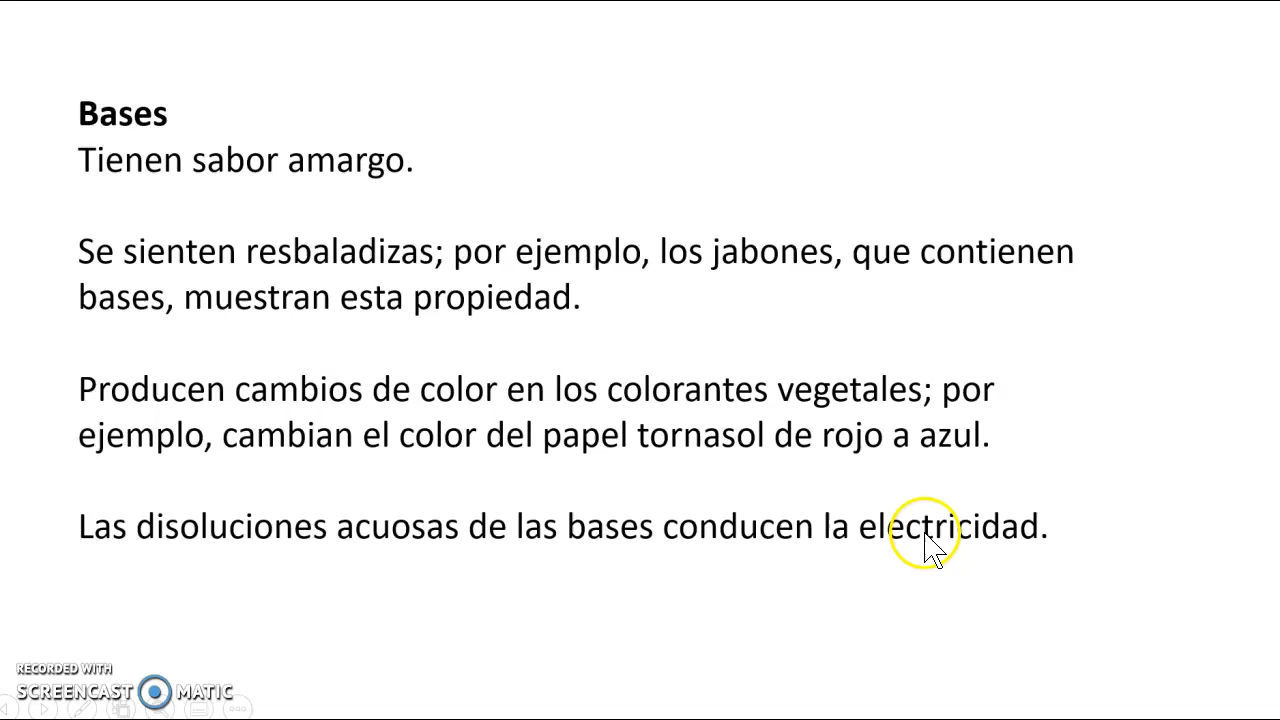 Bases
Tienen sabor amargo.
Se sienten resbaladizas; por ejemplo, los jabones, que contienen
bases, muestran esta propiedad.
Producen cambios de color en los colorantes vegetales; por
ejemplo, cambian el color del papel tornasol de rojo a azul.
Las disoluciones acuosas de las bases conducen la electricidad.
RECORDED WITH
SCREENCAST MATIC